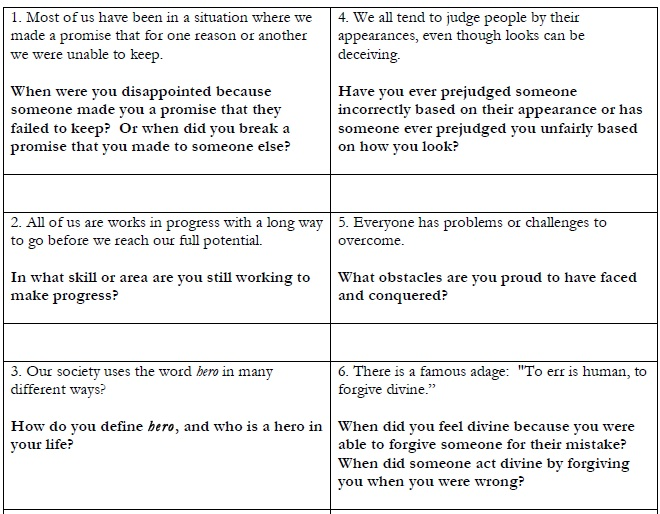 1. Most of us have been in a situation where we
made a promise that for one reason or another
we were unable to keep.
When were you disappointed because
someone made you a promise that they
failed to keep?  Or when did you break a
promise that you made to someone else?
4. We all tend to judge people by their
appearances, even though looks can be
deceiving.
Have you ever prejudged someone
incorrectly based on their appearance or has
someone ever prejudged you unfairly based
on how you look?
2. All of us are works in progress with a long way
to go before we reach our full potential.
In what skill or area are you still working to
make progress?
5. Everyone has problems or challenges to
overcome.
What obstacles are you proud to have faced
and conquered?
3. Our society uses the word hero in many
different ways?
How do you define hero, and who is a hero in
your life?
6. There is a famous adage:  "To err is human, to
forgive divine.”
When did you feel divine because you were
able to forgive someone for their mistake?
When did someone act divine by forgiving
you when you were wrong?